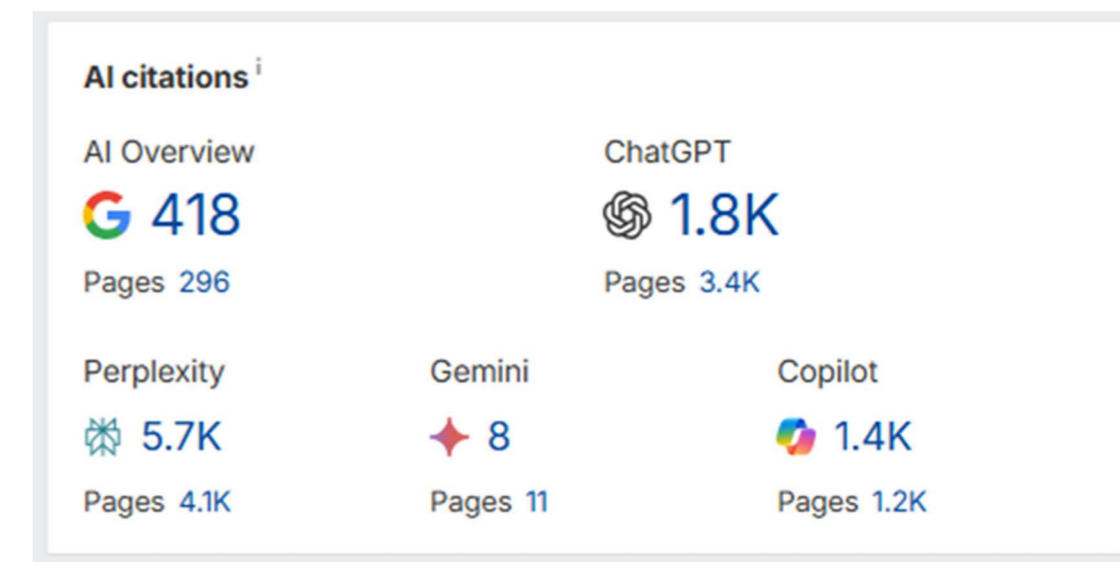 AI citations i
AI Overview
418
Pages 296
ChatGPT
1.8K
Pages 3.4K
Perplexity
5.7K
Pages 4.1K
Gemini
8
Pages 11
Copilot
1.4K
Pages 1.2K